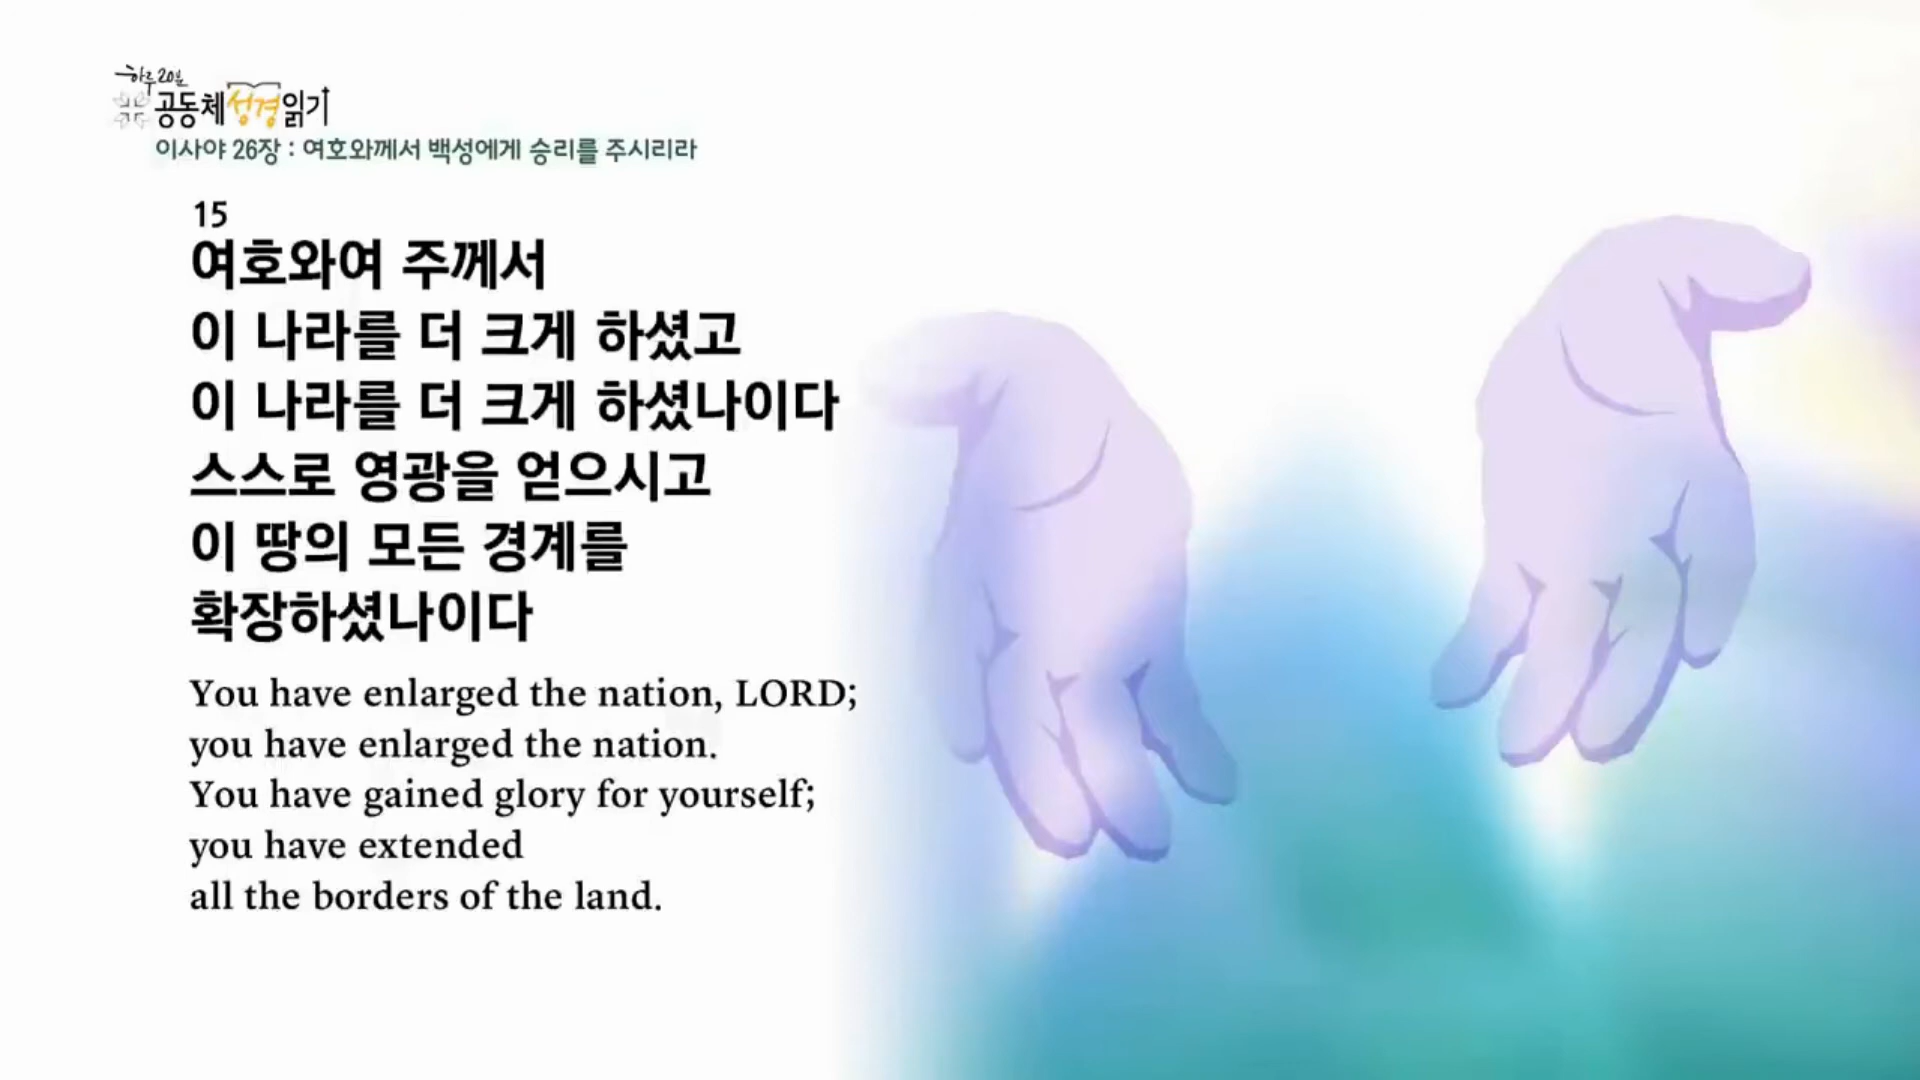 하루 20분
공동체성경읽기
이사야 26장 : 여호와께서 백성에게 승리를 주시리라
15
여호와여 주께서
이 나라를 더 크게 하셨고
이 나라를 더 크게 하셨나이다
스스로 영광을 얻으시고
이 땅의 모든 경계를
확장하셨나이다
You have enlarged the nation, LORD;
you have enlarged the nation.
You have gained glory for yourself;
you have extended
all the borders of the land.